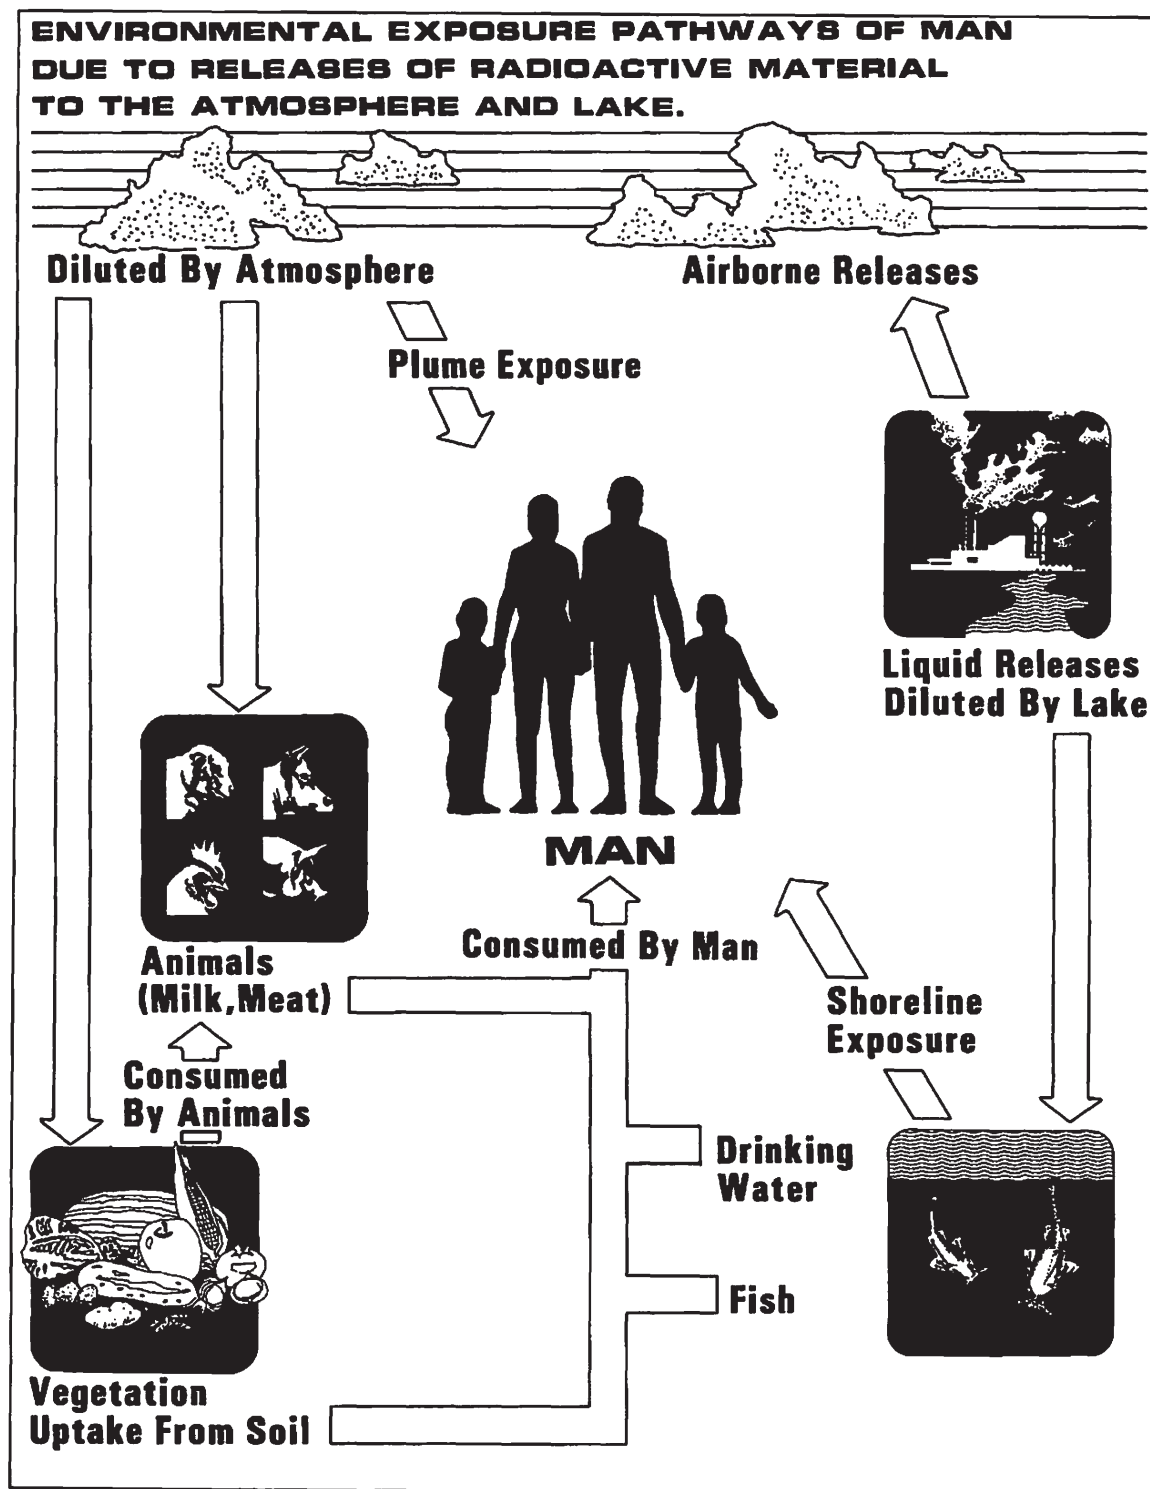 ENVIRONMENTAL EXPOSURE PATHWAYS OF MAN
DUE TO RELEASES OF RADIOACTIVE MATERIAL
TO THE ATMOSPHERE AND LAKE.
Diluted By Atmosphere
Airborne Releases
Plume Exposure
Liquid Releases
Diluted By Lake
MAN
Consumed By Man
Animals
(Milk,Meat)
Shoreline
Exposure
Consumed
By Animals
Drinking
Water
Fish
Vegetation
Uptake From Soil